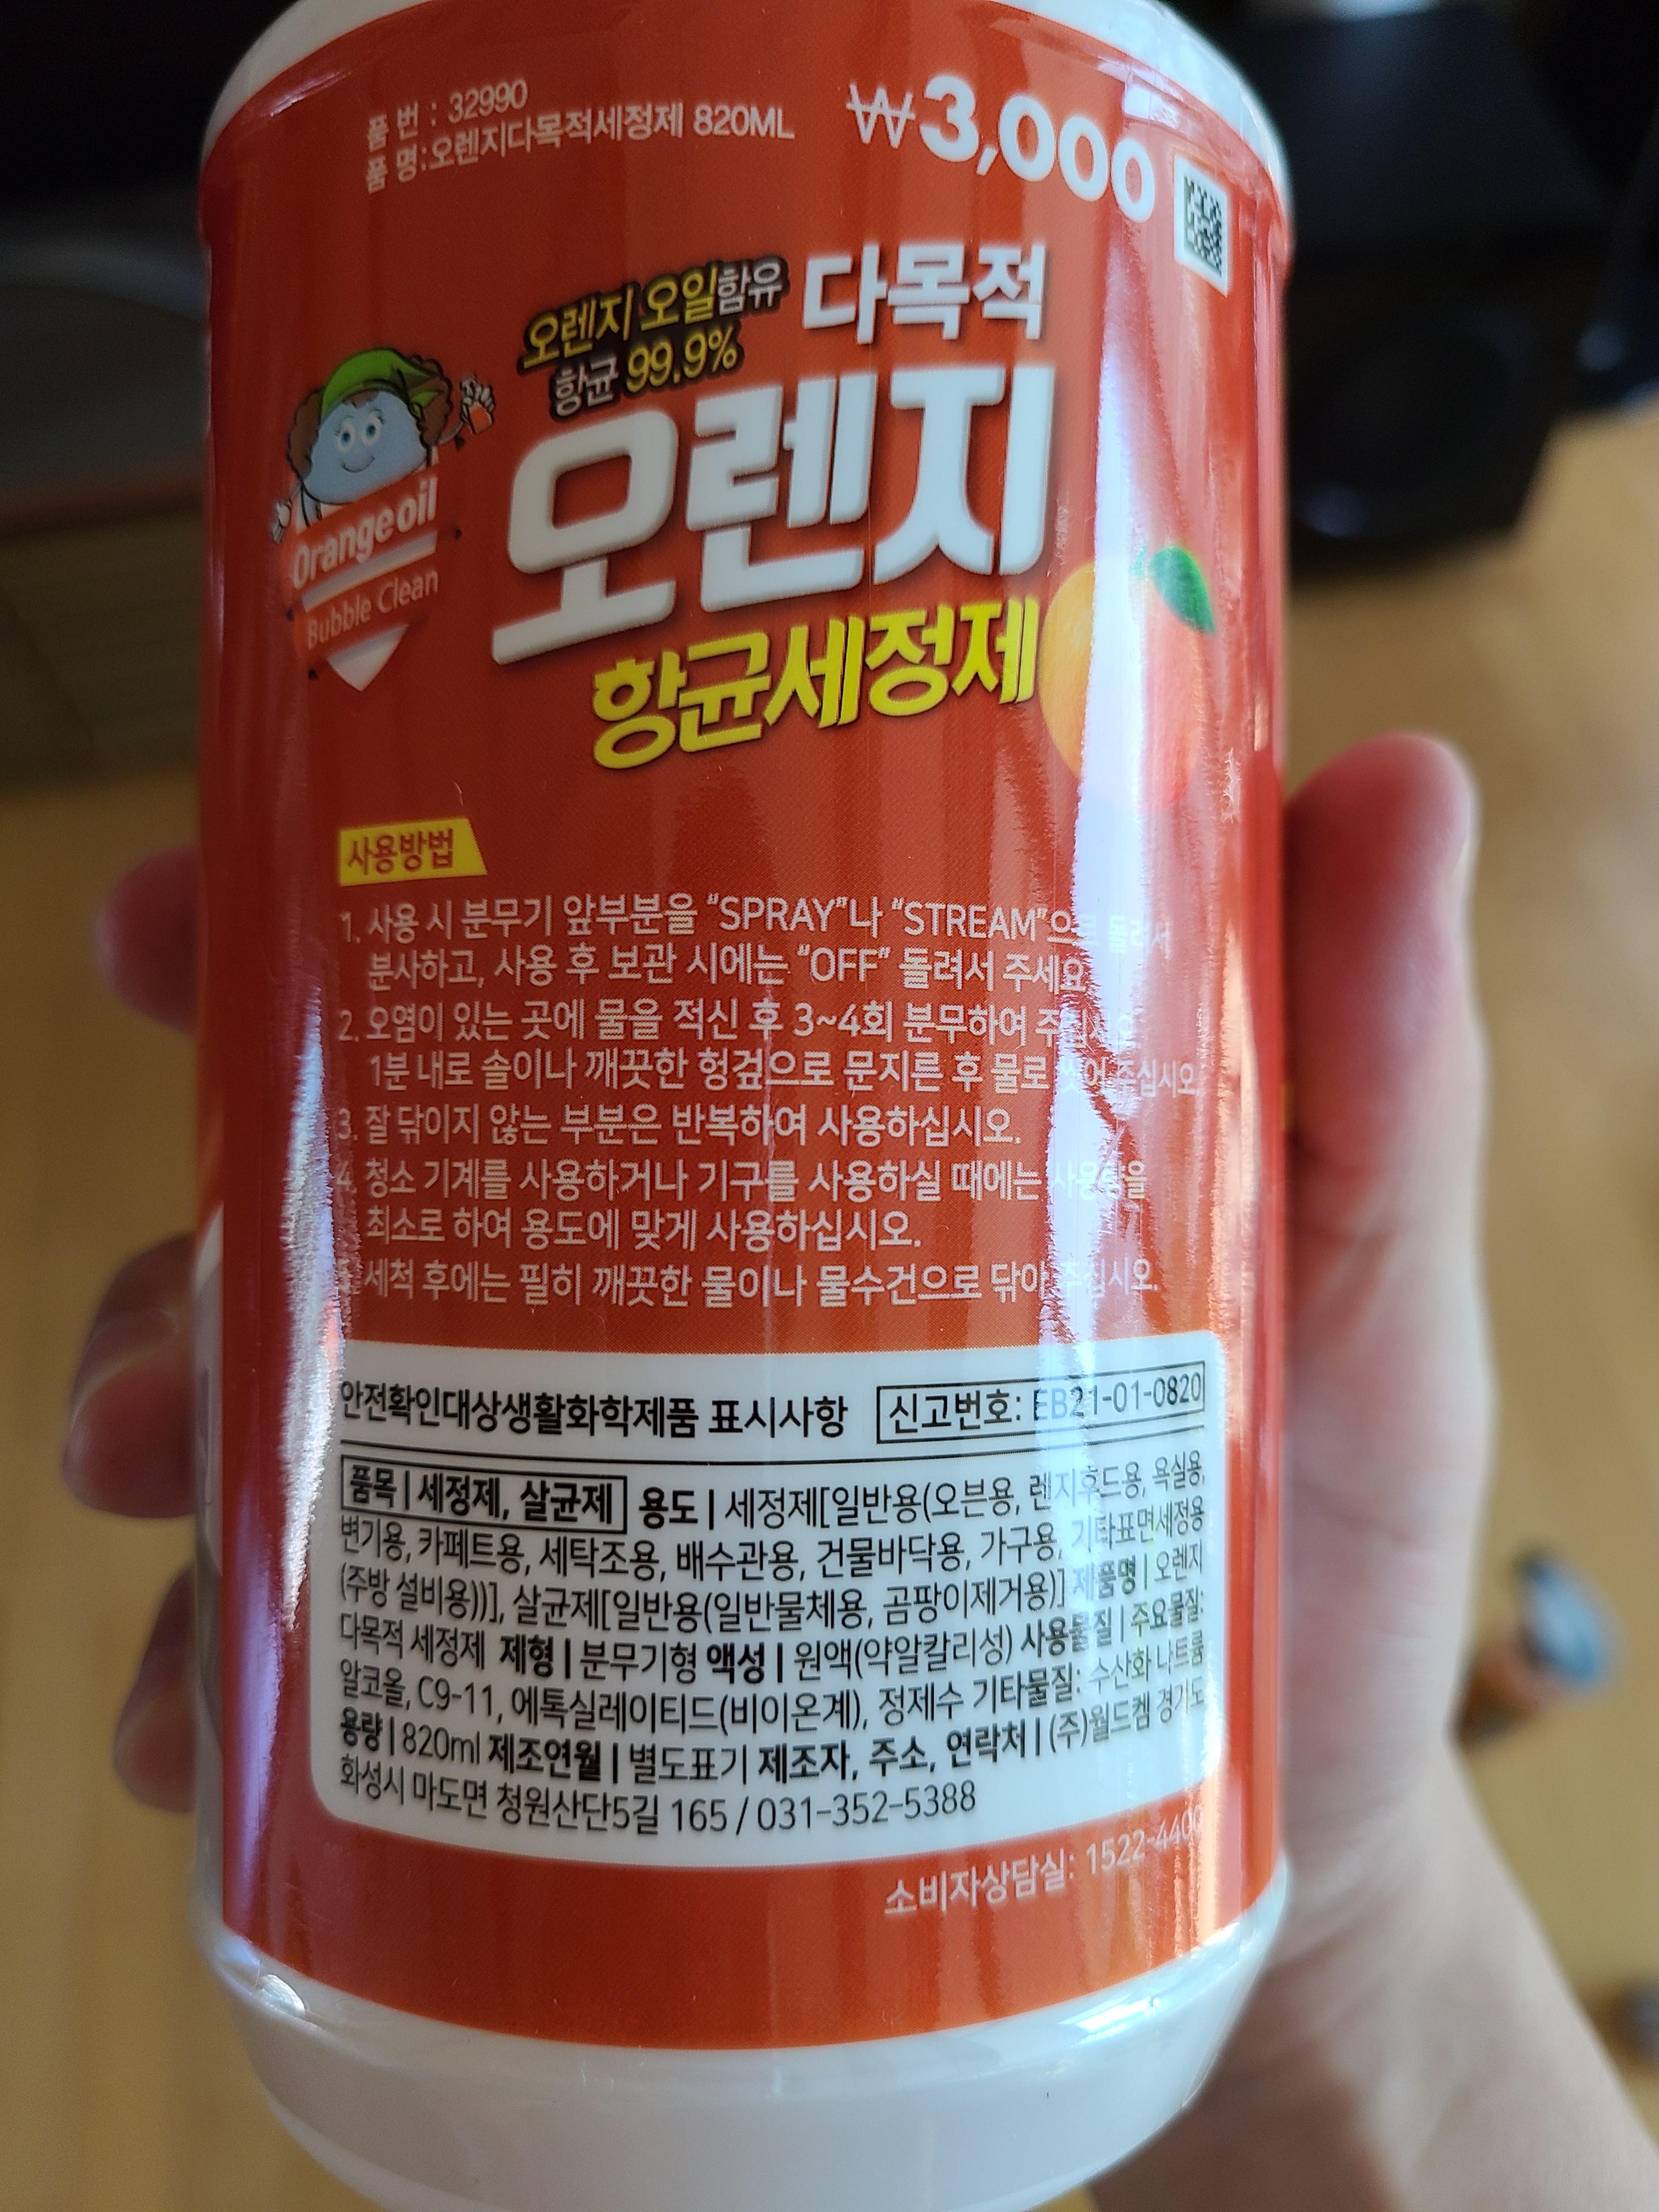 품 번 : 32990
품 명:오렌지다목적세정제 820ML
₩3,000
오렌지 오일함유
항균 99.9%
다목적
오렌지
항균세정제
Orange oil
Bubble Clean
사용방법
1. 사용 시 분무기 앞부분을 “SPRAY”나 “STREAM”으로 돌려서
분사하고, 사용 후 보관 시에는 “OFF” 돌려서 주세요
2. 오염이 있는 곳에 물을 적신 후 3~4회 분무하여 주십시오
1분 내로 솔이나 깨끗한 헝겊으로 문지른 후 물로 씻어 주십시오
3. 잘 닦이지 않는 부분은 반복하여 사용하십시오.
4. 청소 기계를 사용하거나 기구를 사용하실 때에는 사용량을
최소로 하여 용도에 맞게 사용하십시오.
5. 세척 후에는 필히 깨끗한 물이나 물수건으로 닦아 주십시오.
안전확인대상생활화학제품 표시사항 신고번호: EB21-01-0820
품목 | 세정제, 살균제 용도 | 세정제[일반용(오븐용, 렌지후드용, 욕실용,
변기용, 카페트용, 세탁조용, 배수관용, 건물바닥용, 가구용, 기타표면세정용
(주방 설비용))], 살균제[일반용(일반물체용, 곰팡이제거용)] 제품명 | 오렌지
다목적 세정제 제형 | 분무기형 액성 | 원액(약알칼리성) 사용물질 | 주요물질:
알코올, C9-11, 에톡실레이티드(비이온계), 정제수 기타물질: 수산화 나트륨
용량 | 820ml 제조연월 | 별도표기 제조자, 주소, 연락처 | (주)월드켐 경기도
화성시 마도면 청원산단5길 165 / 031-352-5388
소비자상담실: 1522-4400